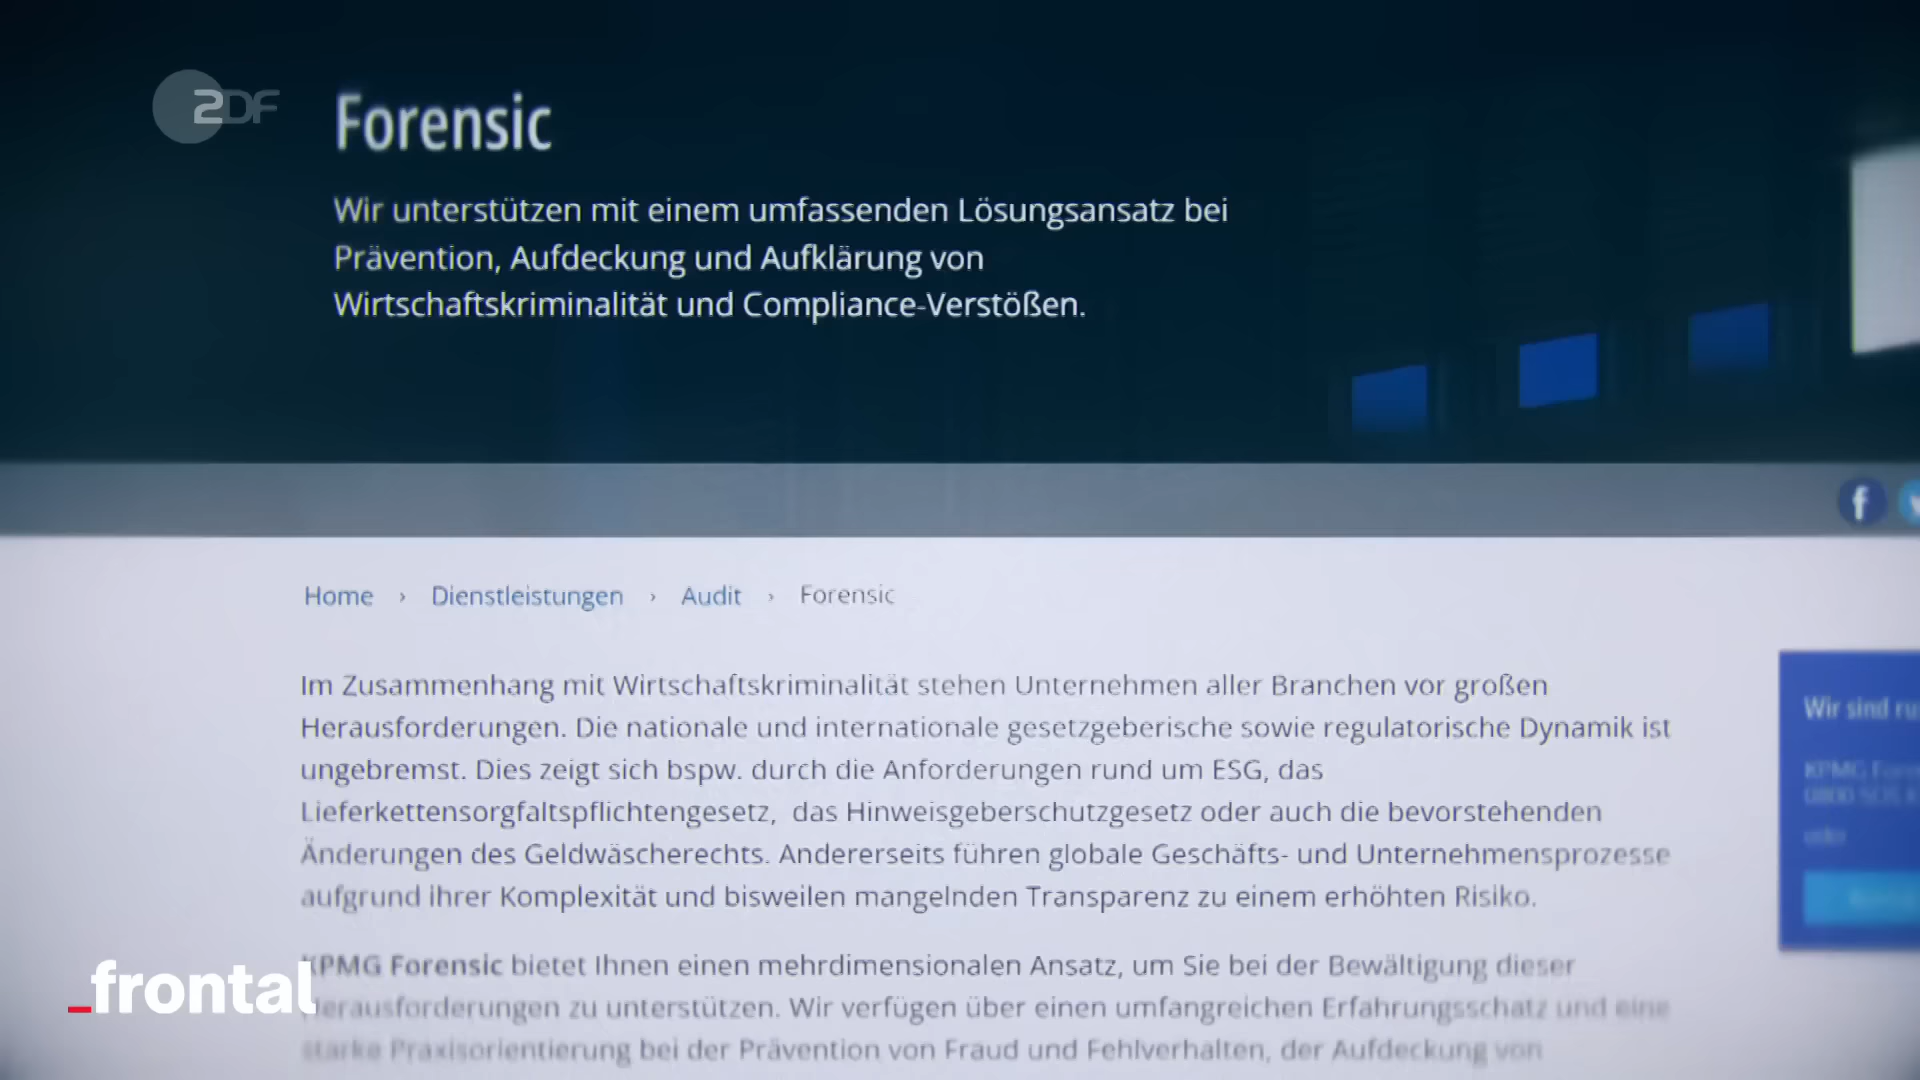 ZDF
Forensic
Wir unterstützen mit einem umfassenden Lösungsansatz bei
Prävention, Aufdeckung und Aufklärung von
Wirtschaftskriminalität und Compliance-Verstößen.
f
Home › Dienstleistungen › Audit › Forensic
Im Zusammenhang mit Wirtschaftskriminalität stehen Unternehmen aller Branchen vor großen
Herausforderungen. Die nationale und internationale gesetzgeberische sowie regulatorische Dynamik ist
ungebremst. Dies zeigt sich bspw. durch die Anforderungen rund um ESG, das
Lieferkettensorgfaltspflichtengesetz, das Hinweisgeberschutzgesetz oder auch die bevorstehenden
Änderungen des Geldwäscherechts. Andererseits führen globale Geschäfts- und Unternehmensprozesse
aufgrund ihrer Komplexität und bisweilen mangelnden Transparenz zu einem erhöhten Risiko.
KPMG Forensic bietet Ihnen einen mehrdimensionalen Ansatz, um Sie bei der Bewältigung dieser
Herausforderungen zu unterstützen. Wir verfügen über einen umfangreichen Erfahrungsschatz und eine
starke Praxisorientierung bei der Prävention von Fraud und Fehlverhalten, der Aufdeckung von
Wir sind
KPMG
oder
_frontal